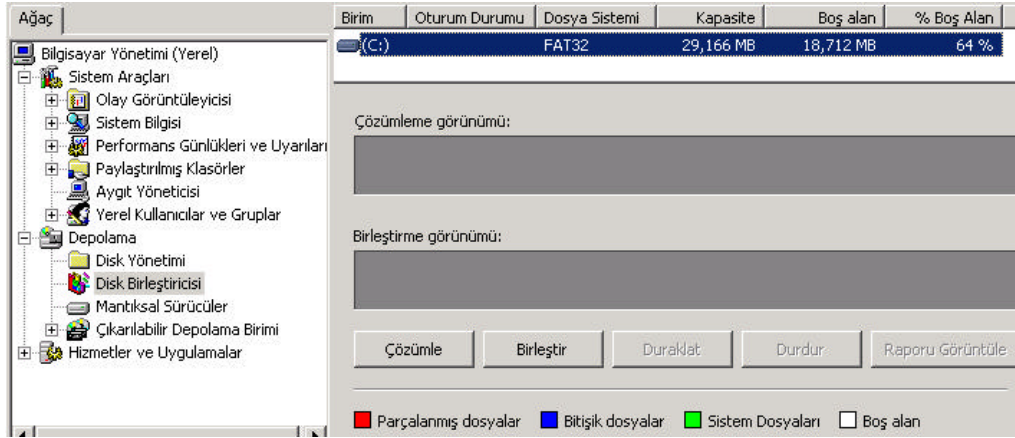 Ağaç
Birim Oturum Durumu Dosya Sistemi Kapasite Boş alan % Boş Alan
(C:) FAT32 29,166 MB 18,712 MB 64 %
Bilgisayar Yönetimi (Yerel)
Sistem Araçları
Olay Görüntüleyicisi
Sistem Bilgisi
Performans Günlükleri ve Uyarıları
Paylaştırılmış Klasörler
Aygıt Yöneticisi
Yerel Kullanıcılar ve Gruplar
Depolama
Disk Yönetimi
Disk Birleştiricisi
Mantıksal Sürücüler
Çıkarılabilir Depolama Birimi
Hizmetler ve Uygulamalar
Çözümleme görünümü:
Birleştirme görünümü:
Çözümle Birleştir Duraklat Durdur Raporu Görüntüle
Parçalanmış dosyalar Bitişik dosyalar Sistem Dosyaları Boş alan